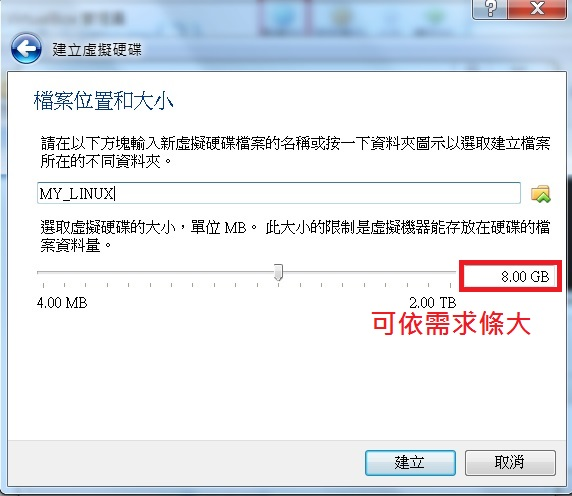 建立虛擬硬碟
檔案位置和大小
請在以下方塊輸入新虛擬硬碟檔案的名稱或按一下資料夾圖示以選取建立檔案
所在的不同資料夾。
MY_LINUX
選取虛擬硬碟的大小，單位 MB。 此大小的限制是虛擬機器能存放在硬碟的檔
案資料量。
8.00 GB
4.00 MB 2.00 TB
可依需求條大
建立 取消